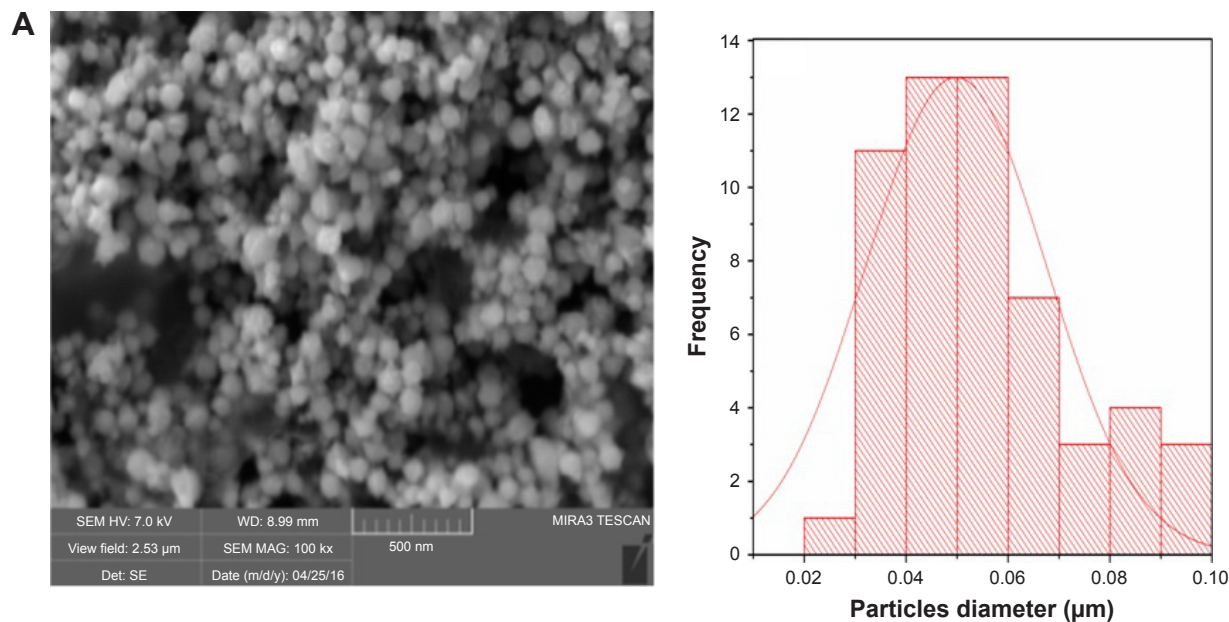 A
SEM HV: 7.0 kV
WD: 8.99 mm
MIRA3 TESCAN
View field: 2.53 µm
SEM MAG: 100 kx
500 nm
Det: SE
Date (m/d/y): 04/25/16
14
12
10
8
6
4
2
0
Frequency
0.02
0.04
0.06
0.08
0.10
Particles diameter (µm)